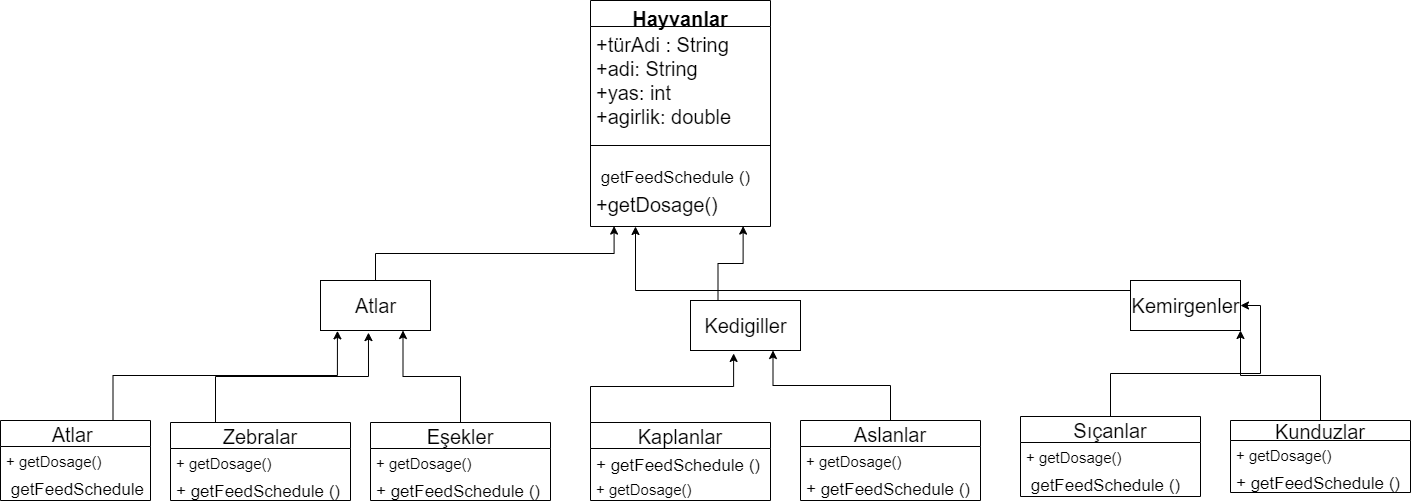 Hayvanlar
+türAdi : String
+adi: String
+yas: int
+agirlik: double
getFeedSchedule ()
+getDosage()
Atlar
Kedigiller
Kemirgenler
Atlar
+ getDosage()
getFeedSchedule
Zebralar
+ getDosage()
+ getFeedSchedule ()
Eşekler
+ getDosage()
+ getFeedSchedule ()
Kaplanlar
+ getFeedSchedule ()
+ getDosage()
Aslanlar
+ getDosage()
+ getFeedSchedule ()
Sıçanlar
+ getDosage()
getFeedSchedule ()
Kunduzlar
+ getDosage()
+ getFeedSchedule ()